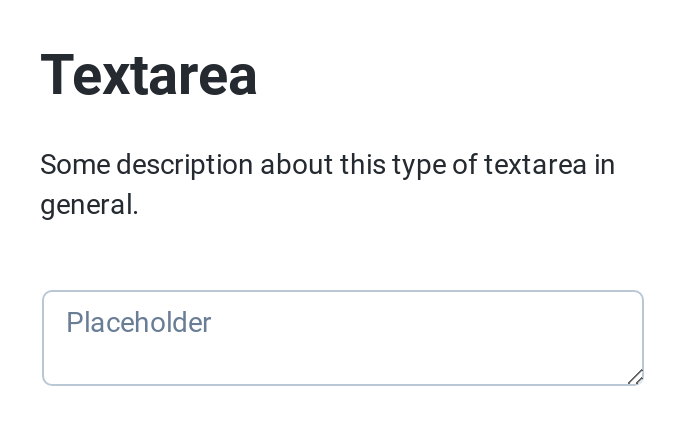 Textarea
Some description about this type of textarea in
general.
Placeholder